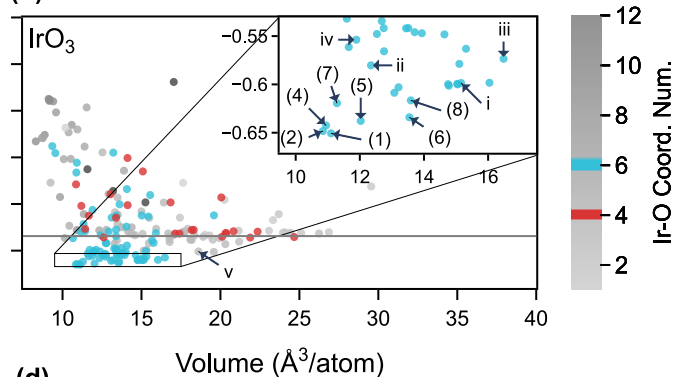 IrO3
−0.55
−0.6
−0.65
iv
iii
ii
i
(7)
(5)
(4)
(8)
(2)
(1)
(6)
10 12 14 16
v
10 15 20 25 30 35 40
Volume (Å3/atom)
12
10
8
6
4
2
Ir-O Coord. Num.
(d)